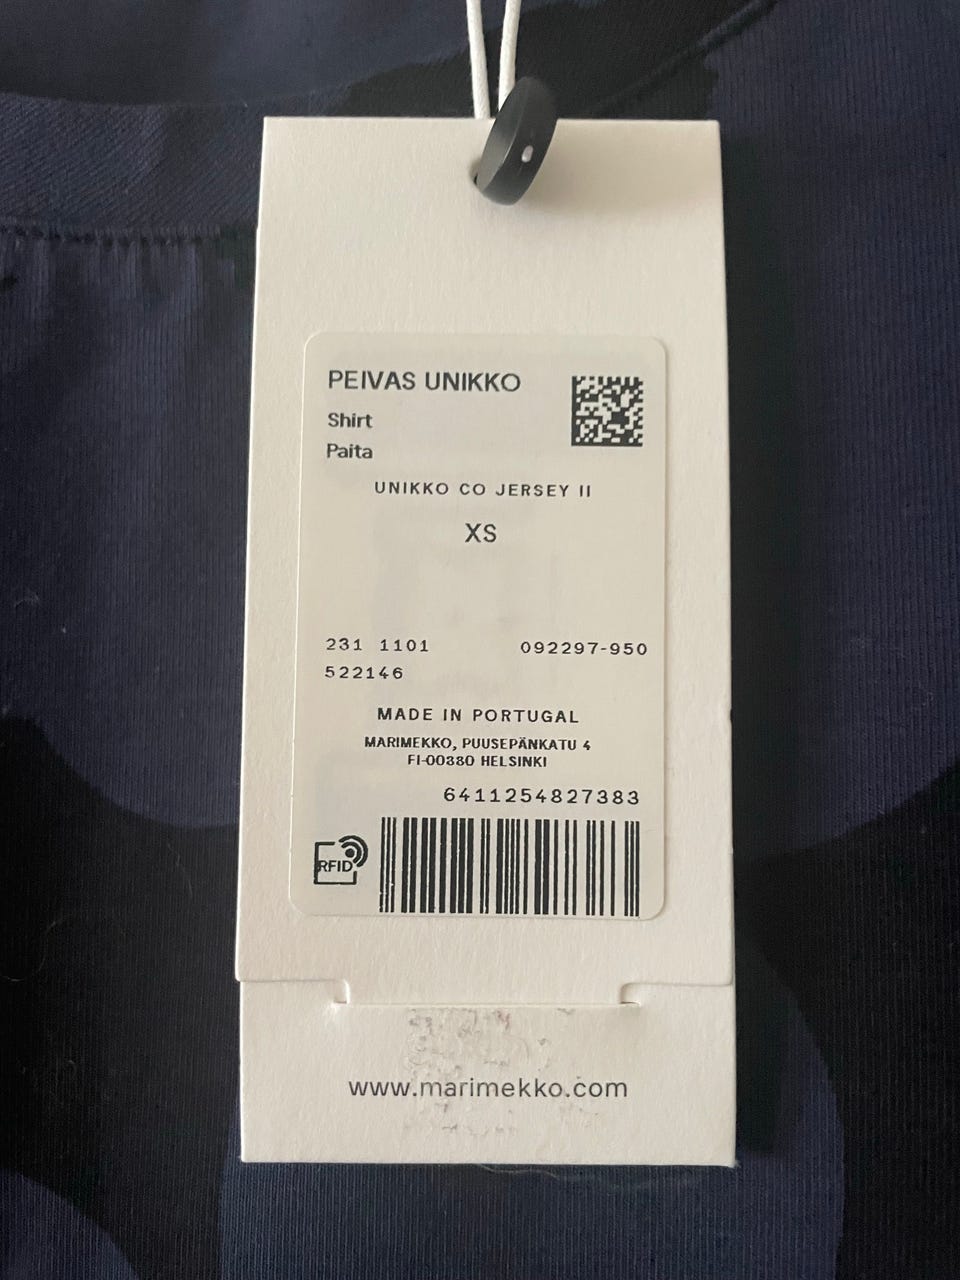 PEIVAS UNIKKO
Shirt
Paita
UNIKKO CO JERSEY II
XS
231 1101 092297-950
522146
MADE IN PORTUGAL
MARIMEKKO, PUUSEPÄNKATU 4
FI-00880 HELSINKI
6411254827383
RFID
www.marimekko.com